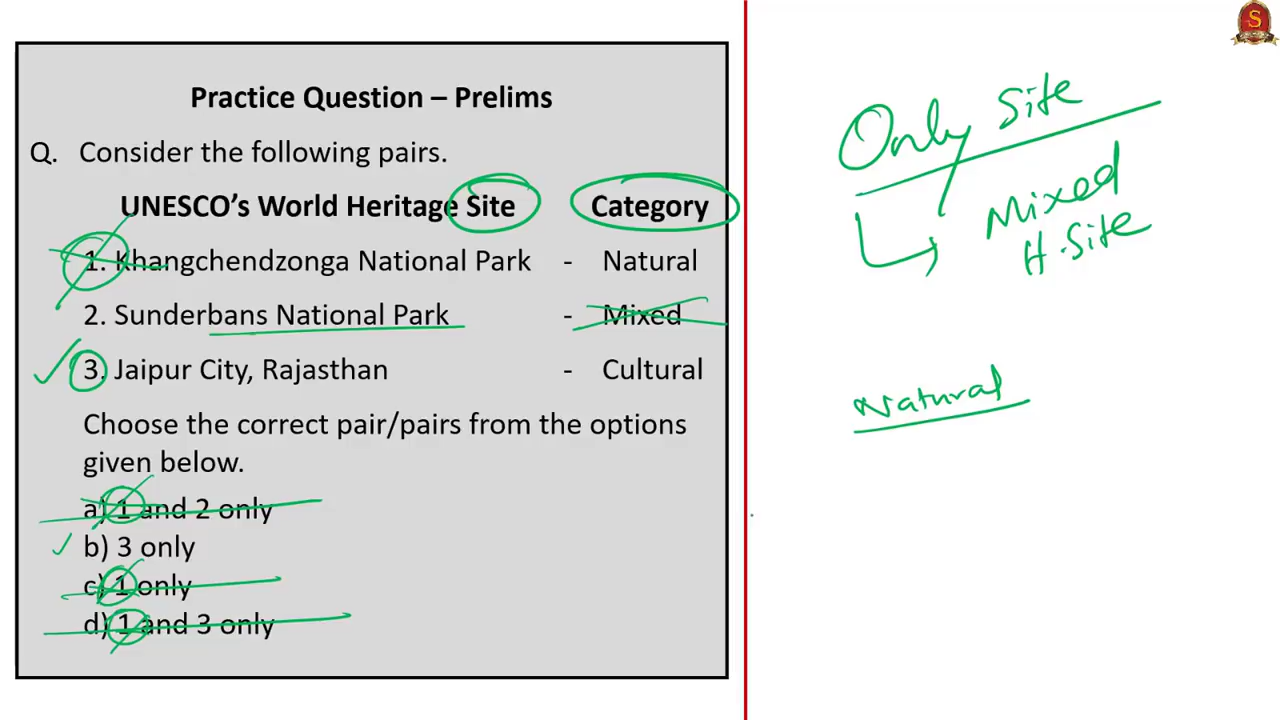 Practice Question – Prelims
Q. Consider the following pairs.
UNESCO's World Heritage Site Category
1. Khangchendzonga National Park - Natural
2. Sunderbans National Park - Mixed
3. Jaipur City, Rajasthan - Cultural
Choose the correct pair/pairs from the options
given below.
a) 1 and 2 only
b) 3 only
c) 1 only
d) 1 and 3 only
Only Site
Mixed
H. Site
Natural
S